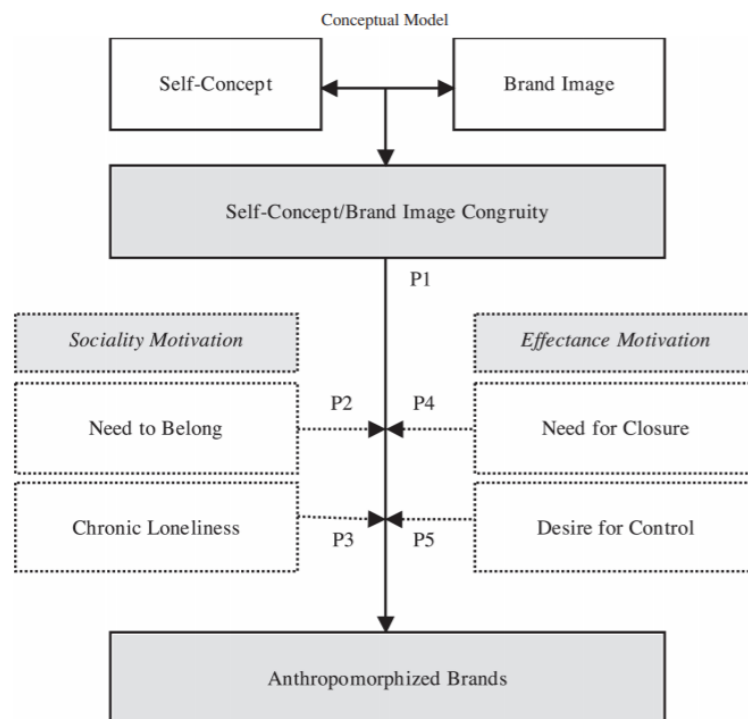 Conceptual Model
Self-Concept
Brand Image
Self-Concept/Brand Image Congruity
P1
Sociality Motivation
Effectance Motivation
Need to Belong
P2
P4
Need for Closure
Chronic Loneliness
P3
P5
Desire for Control
Anthropomorphized Brands